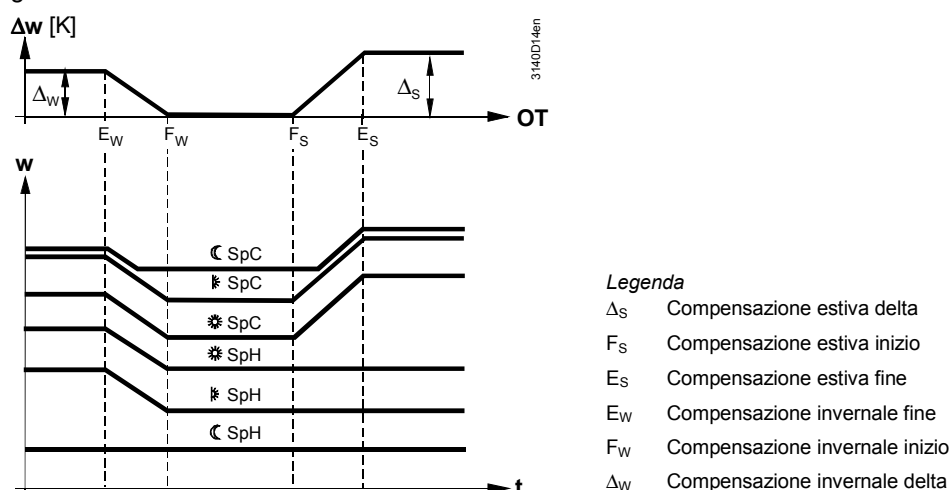 Δw [K]
3140D14en
ΔW
ΔS
OT
EW FW FS ES
w
SpC
SpC
SpC
SpH
SpH
SpH
t
Legenda
ΔS Compensazione estiva delta
FS Compensazione estiva inizio
ES Compensazione estiva fine
EW Compensazione invernale fine
FW Compensazione invernale inizio
ΔW Compensazione invernale delta